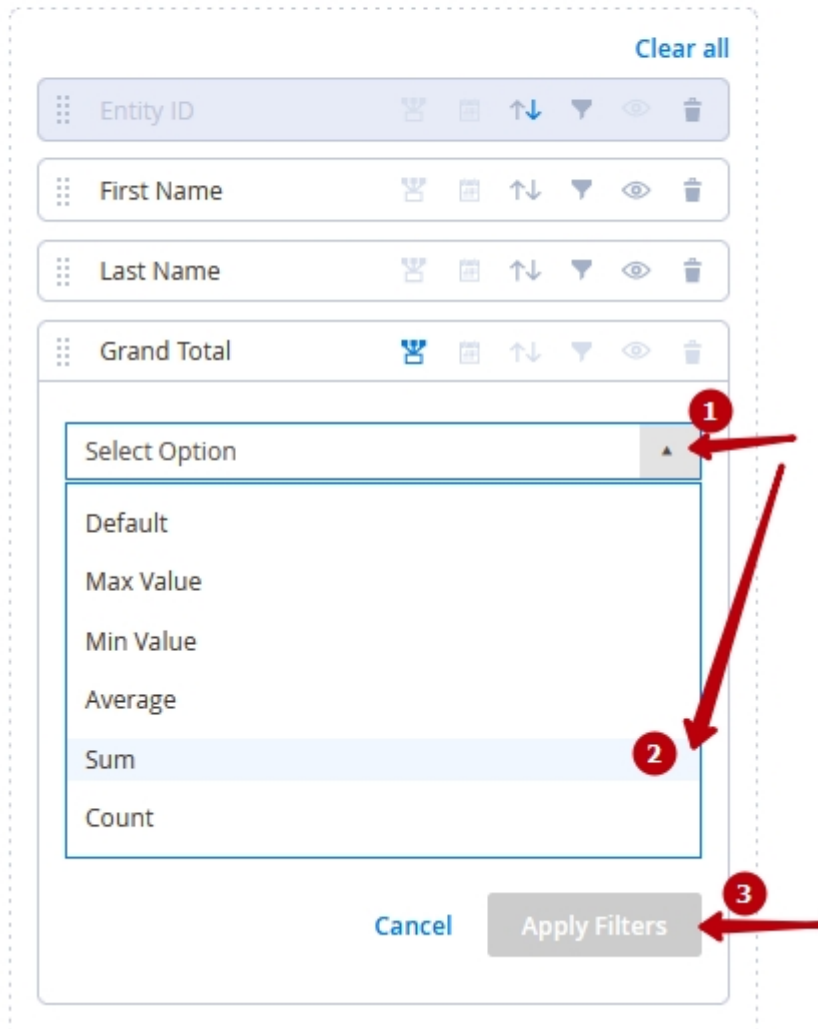 Clear all
Entity ID
First Name
Last Name
Grand Total
1
Select Option
Default
Max Value
Min Value
Average
Sum
2
Count
3
Cancel
Apply Filters